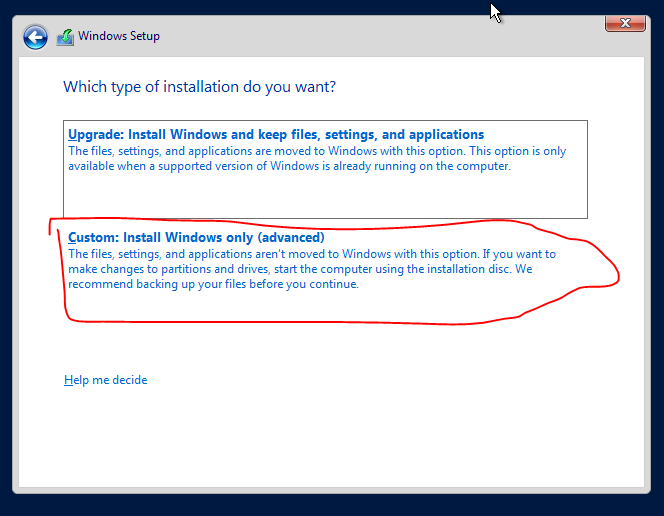 Windows Setup
Which type of installation do you want?
Upgrade: Install Windows and keep files, settings, and applications
The files, settings, and applications are moved to Windows with this option. This option is only
available when a supported version of Windows is already running on the computer.
Custom: Install Windows only (advanced)
The files, settings, and applications aren't moved to Windows with this option. If you want to
make changes to partitions and drives, start the computer using the installation disc. We
recommend backing up your files before you continue.
Help me decide